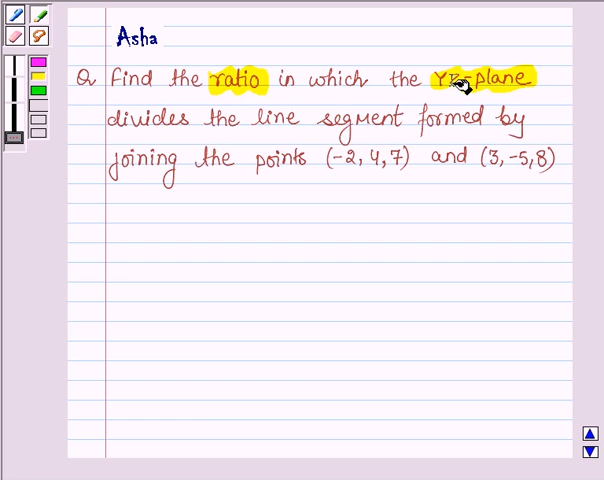 Asha
Q Find the ratio in which the YZ-plane
divides the line segment formed by
joining the points (-2, 4, 7) and (3, -5, 8)